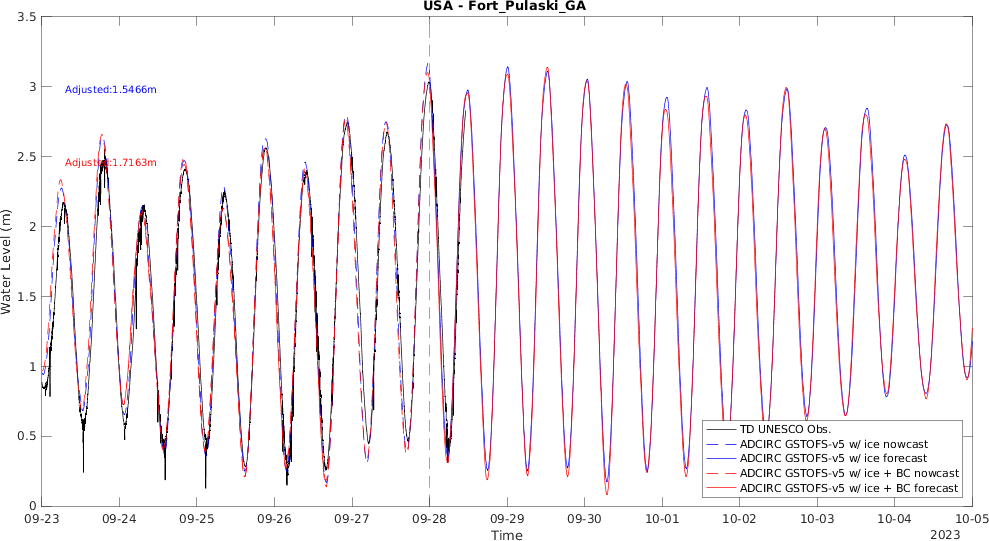 USA - Fort_Pulaski_GA
3.5
3
2.5
2
1.5
1
0.5
0
Water Level (m)
Adjusted:1.5466m
Adjusted:1.7163m
TD UNESCO Obs.
ADCIRC GSTOFS-v5 w/ ice nowcast
ADCIRC GSTOFS-v5 w/ ice forecast
ADCIRC GSTOFS-v5 w/ ice + BC nowcast
ADCIRC GSTOFS-v5 w/ ice + BC forecast
09-23 09-24 09-25 09-26 09-27 09-28 09-29 09-30 10-01 10-02 10-03 10-04 10-05
Time
2023